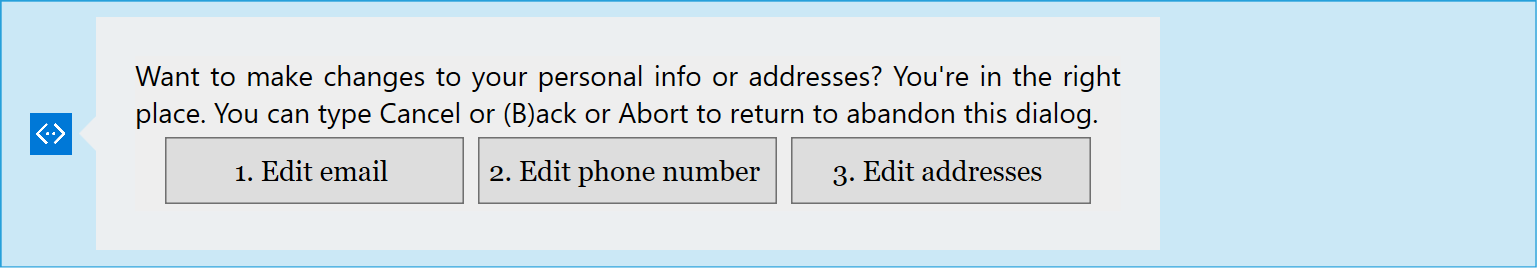 Want to make changes to your personal info or addresses? You're in the right
place. You can type Cancel or (B)ack or Abort to return to abandon this dialog.
1. Edit email
2. Edit phone number
3. Edit addresses